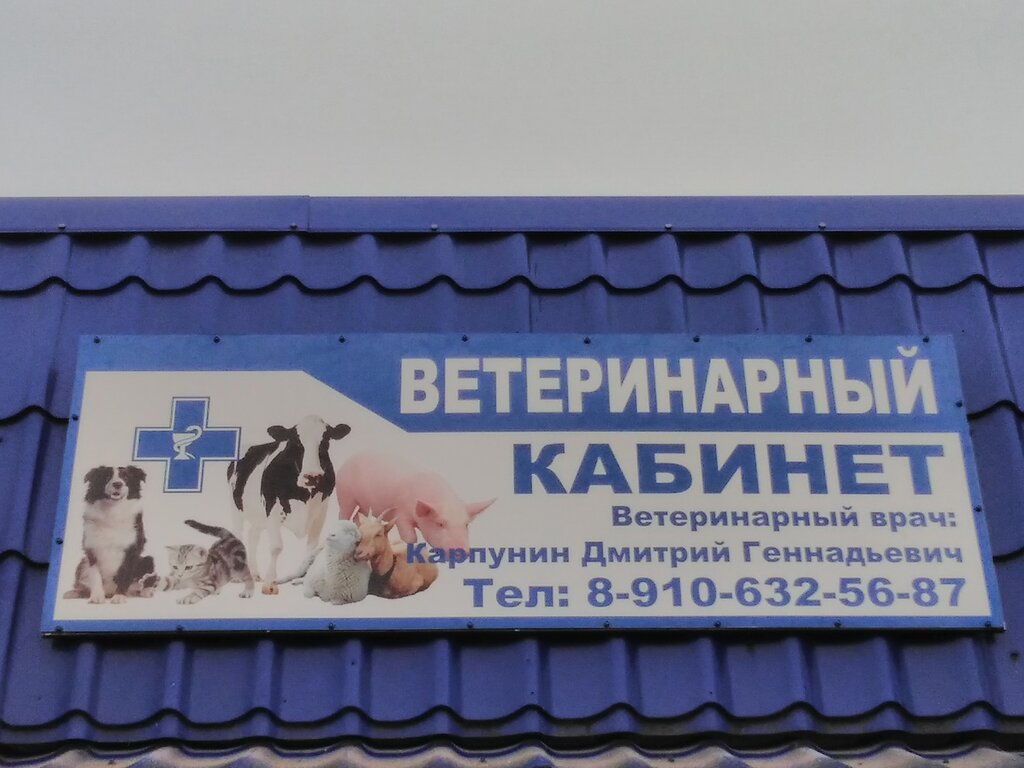 ВЕТЕРИНАРНЫЙ
КАБИНЕТ
Ветеринарный врач:
Карпунин Дмитрий Геннадьевич
Тел: 8-910-632-56-87